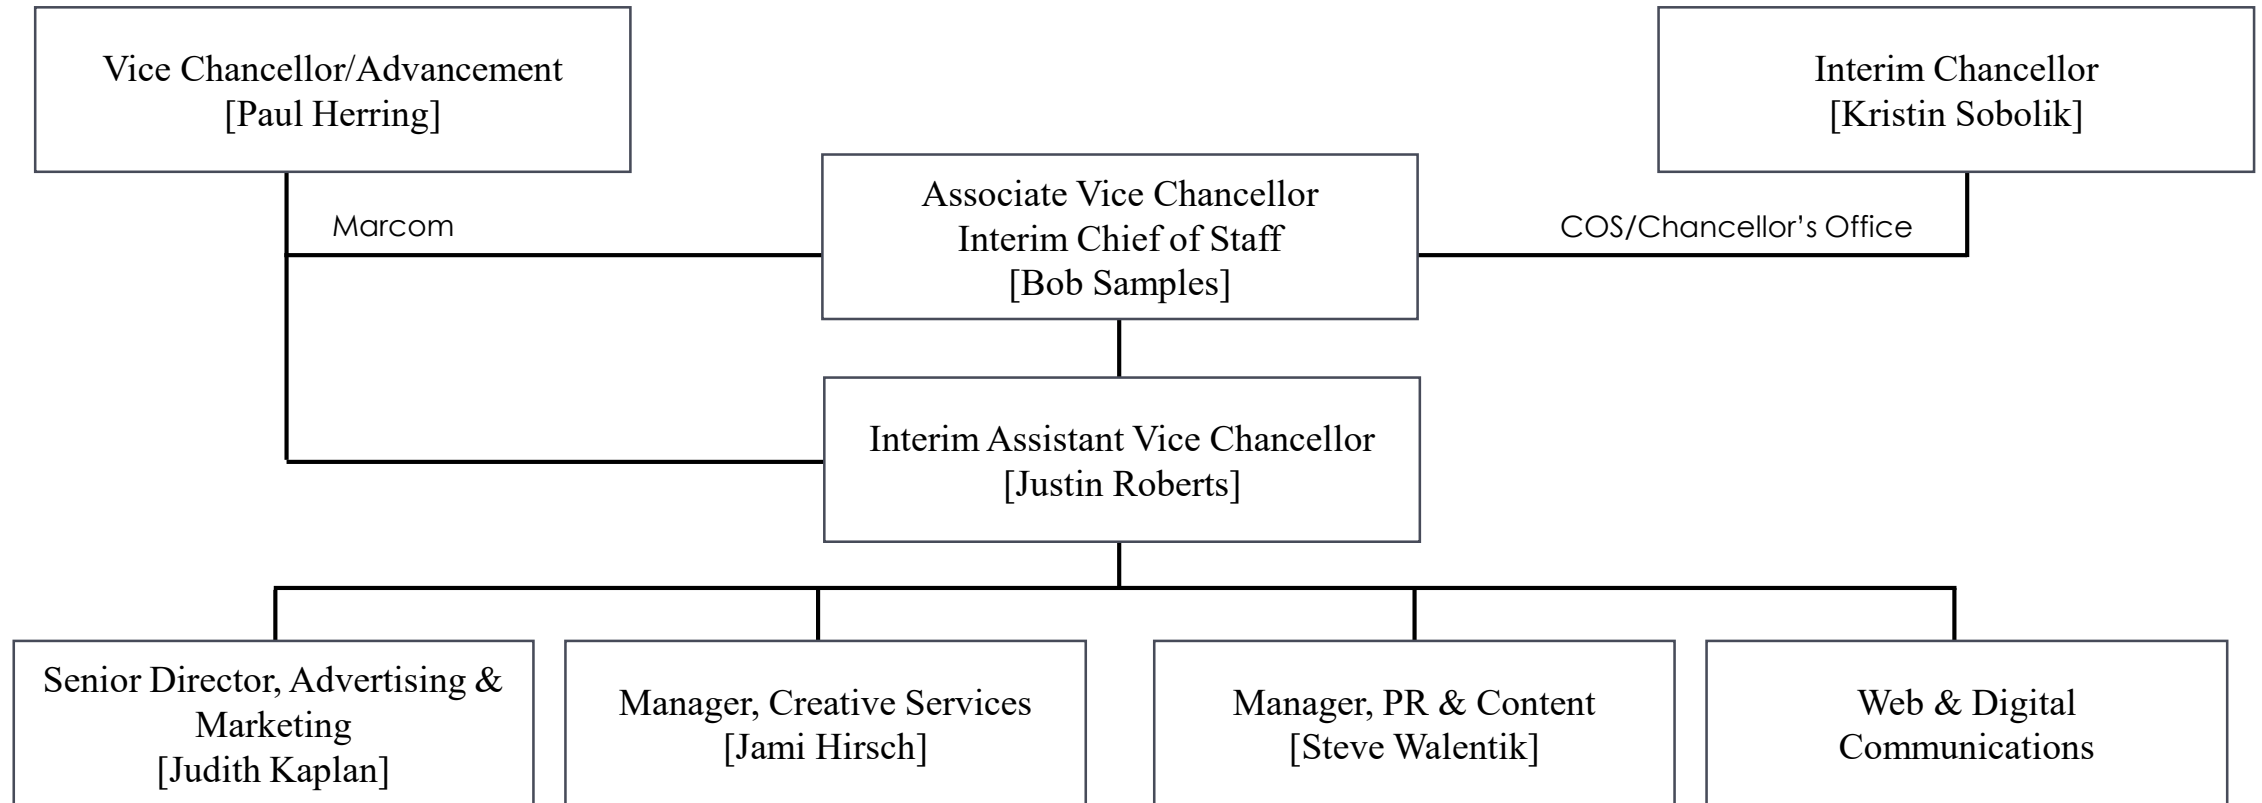 Vice Chancellor/Advancement
[Paul Herring]
Interim Chancellor
[Kristin Sobolik]
Associate Vice Chancellor
Interim Chief of Staff
[Bob Samples]
Marcom
COS/Chancellor’s Office
Interim Assistant Vice Chancellor
[Justin Roberts]
Senior Director, Advertising &
Marketing
[Judith Kaplan]
Manager, Creative Services
[Jami Hirsch]
Manager, PR & Content
[Steve Walentik]
Web & Digital
Communications